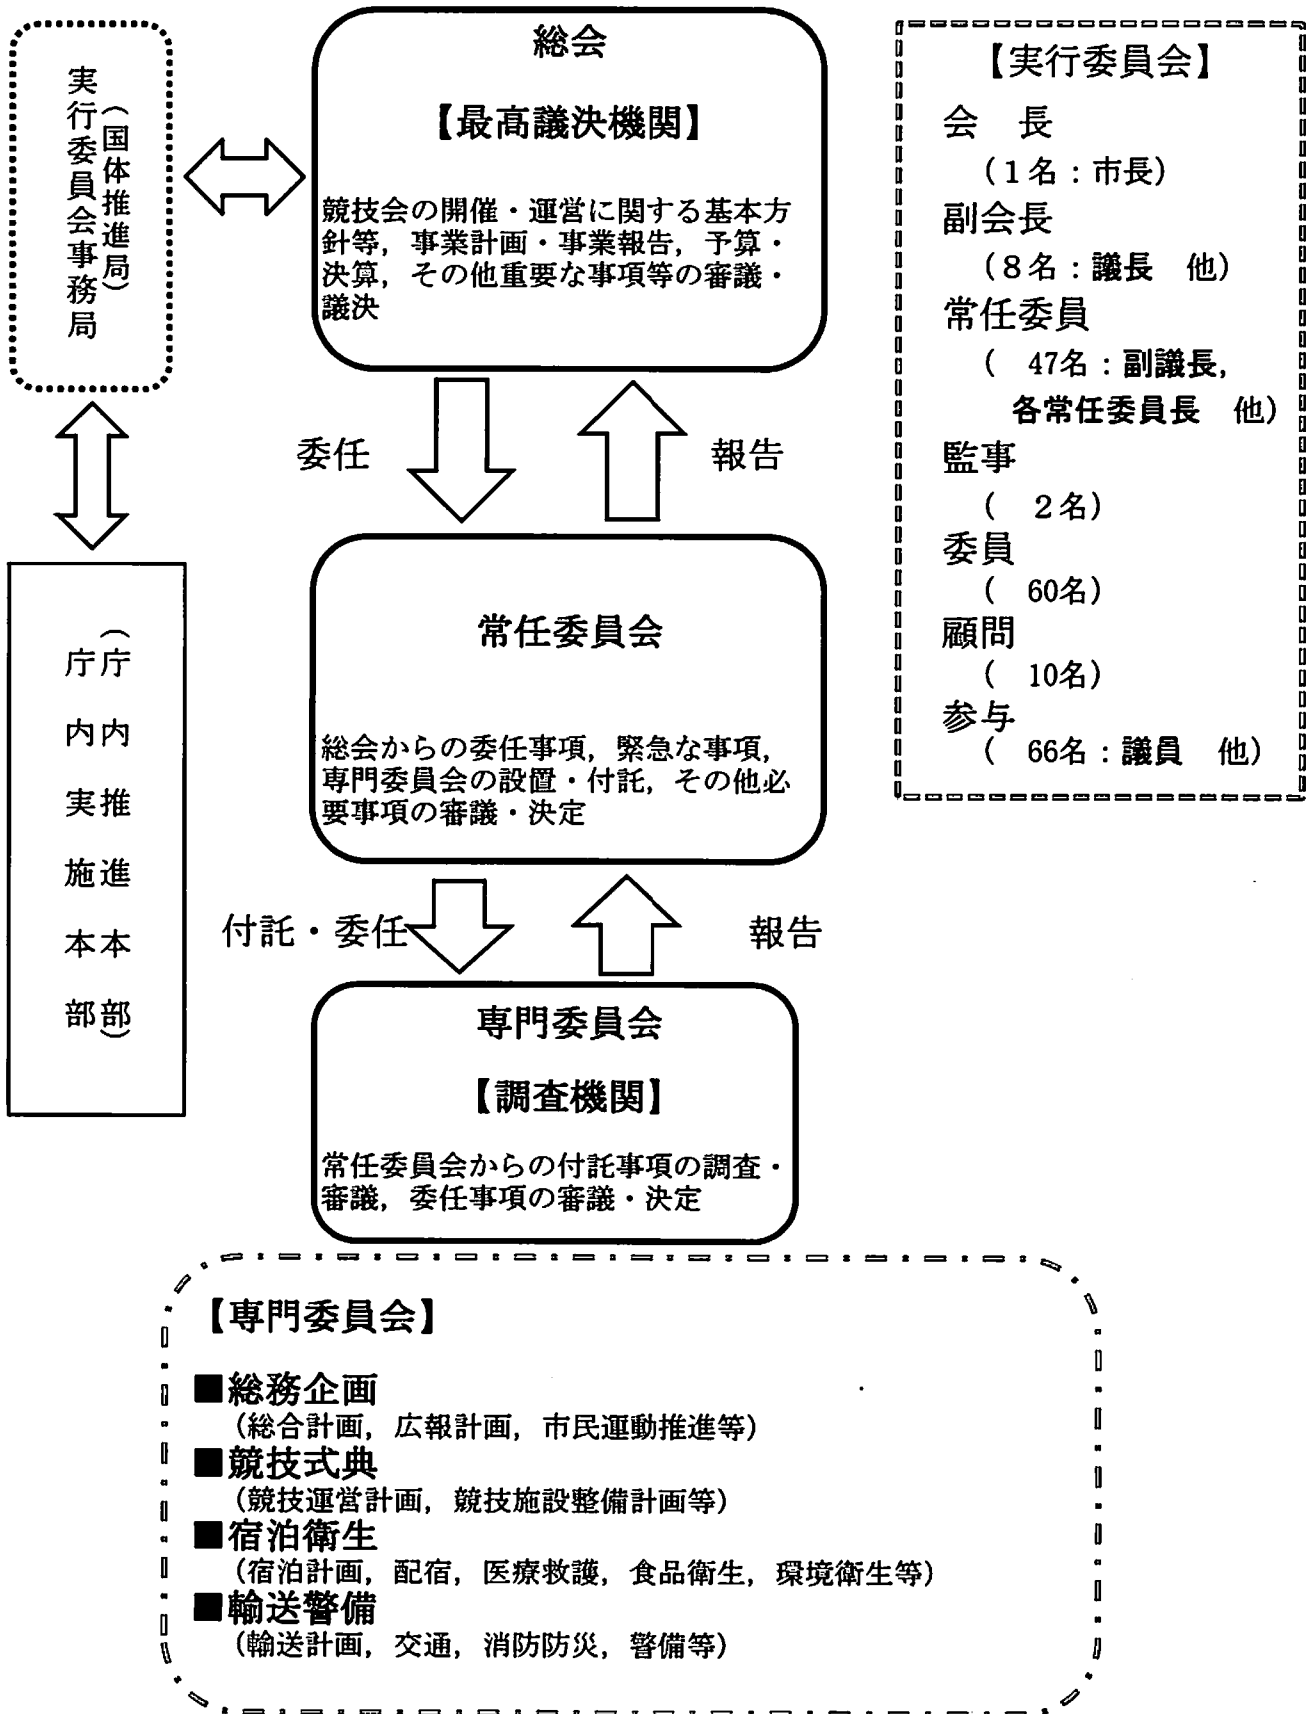 実行委員会事務局
（国体推進局）
総会
【最高議決機関】
競技会の開催・運営に関する基本方
針等，事業計画・事業報告，予算・
決算，その他重要な事項等の審議・
議決
委任
報告
庁内実施本部
（庁内推進本部）
常任委員会
総会からの委任事項，緊急な事項，
専門委員会の設置・付託，その他必
要事項の審議・決定
付託・委任
報告
専門委員会
【調査機関】
常任委員会からの付託事項の調査・
審議，委任事項の審議・決定
【実行委員会】
会　長
（1名：市長）
副会長
（8名：議長　他）
常任委員
（　47名：副議長，
各常任委員長　他）
監事
（　2名）
委員
（　60名）
顧問
（　10名）
参与
（　66名：議員　他）
【専門委員会】
■総務企画
（総合計画，広報計画，市民運動推進等）
■競技式典
（競技運営計画，競技施設整備計画等）
■宿泊衛生
（宿泊計画，配宿，医療救護，食品衛生，環境衛生等）
■輸送警備
（輸送計画，交通，消防防災，警備等）